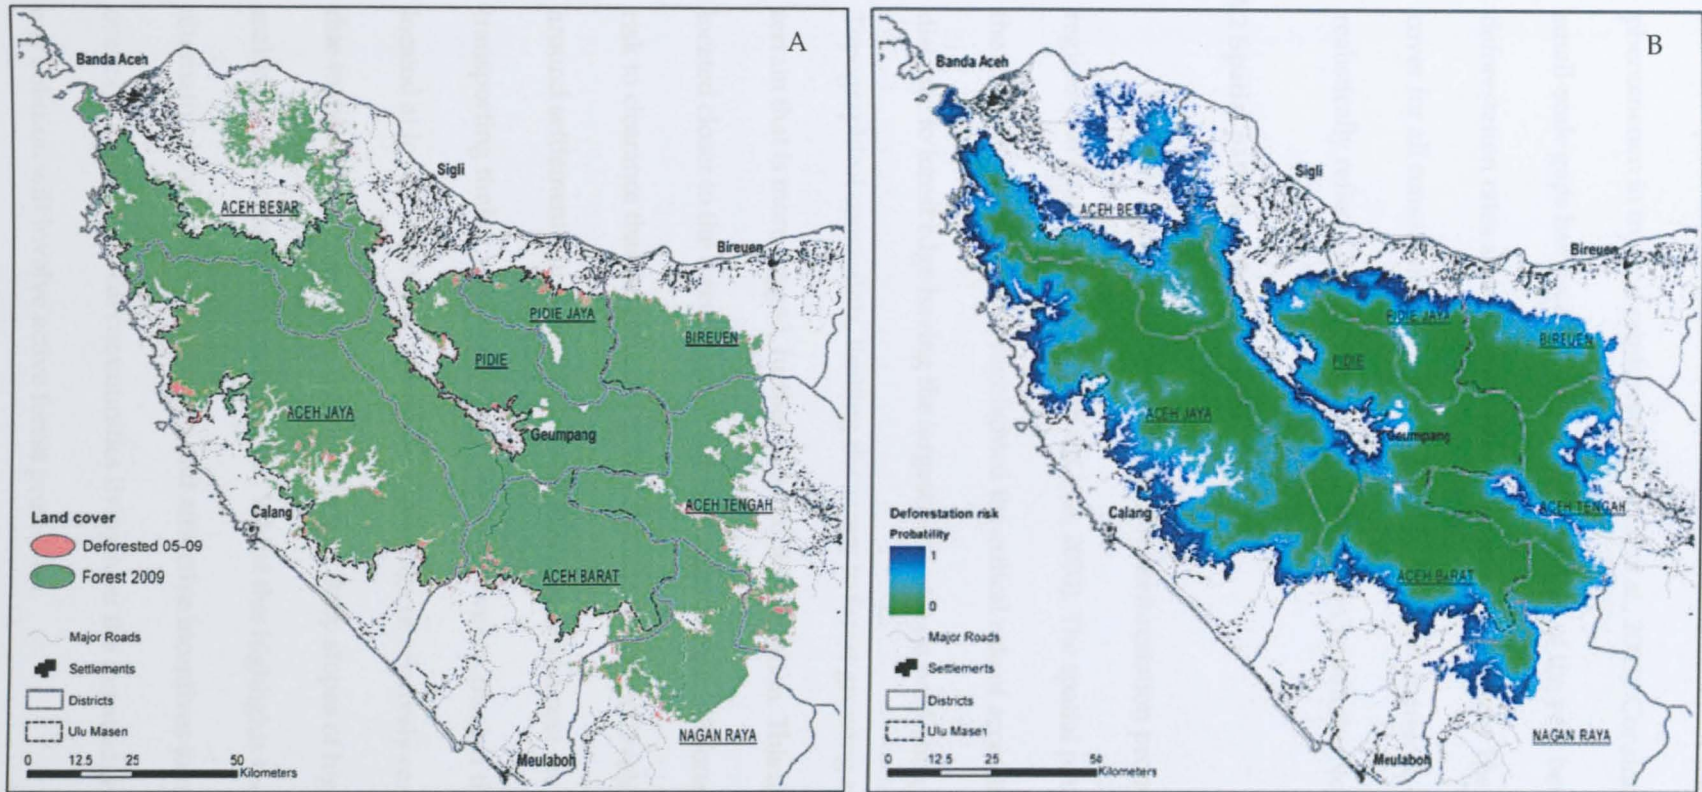 A
Banda Aceh
Sigli
ACEH BESAR
Bireuen
PIDIE JAYA
BIREUEN
PIDIE
ACEH JAYA
Geumpang
ACEH TENGAH
Calang
ACEH BARAT
NAGAN RAYA
Meulaboh
Land cover
Deforested 05-09
Forest 2009
Major Roads
Settlements
Districts
Ulu Masen
0 12.5 25 50
Kilometers
B
Banda Aceh
Sigli
ACEH BESAR
Bireuen
PIDIE JAYA
BIREUEN
PIDIE
ACEH JAYA
Geumpang
ACEH TENGAH
Calang
ACEH BARAT
NAGAN RAYA
Meulaboh
Deforestation risk
Probability
1
0
Major Roads
Settlements
Districts
Ulu Masen
0 12.5 25 50
Kilometers